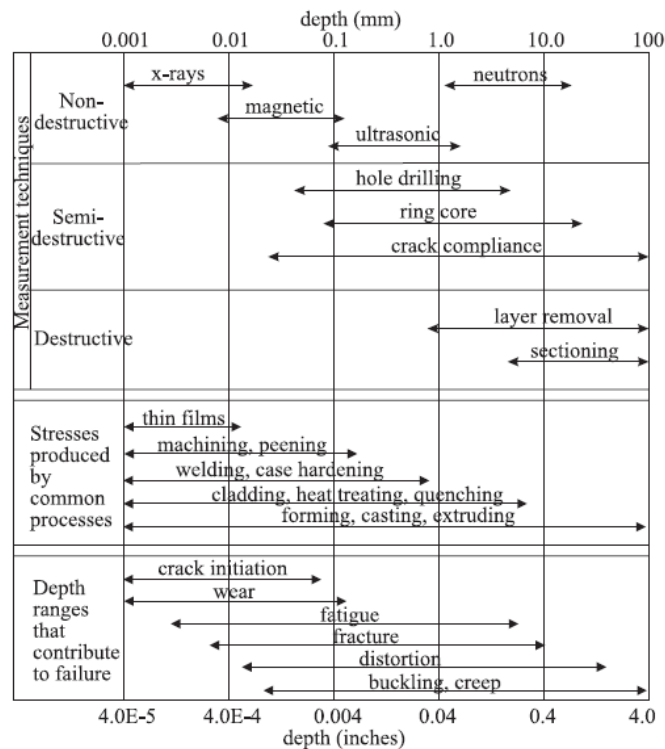 depth (mm)
0.001 0.01 0.1 1.0 10.0 100
Measurement techniques
Non-
destructive
x-rays
neutrons
magnetic
ultrasonic
Semi-
destructive
hole drilling
ring core
crack compliance
Destructive
layer removal
sectioning
Stresses
produced
by
common
processes
thin films
machining, peening
welding, case hardening
cladding, heat treating, quenching
forming, casting, extruding
Depth
ranges
that
contribute
to failure
crack initiation
wear
fatigue
fracture
distortion
buckling, creep
4.0E-5 4.0E-4 0.004 0.04 0.4 4.0
depth (inches)